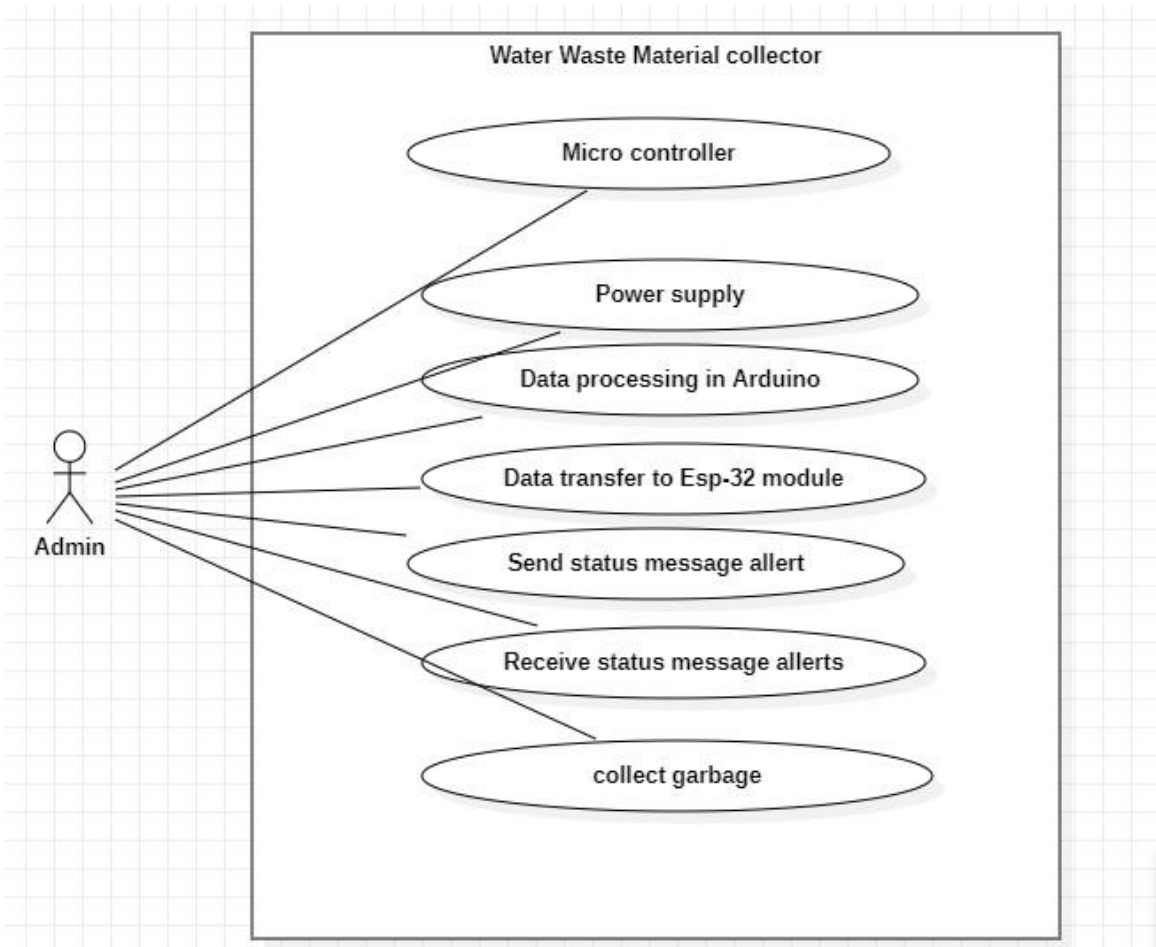 Water Waste Material collector
Micro controller
Power supply
Data processing in Arduino
Data transfer to Esp-32 module
Send status message allert
Admin
Receive status message allerts
collect garbage